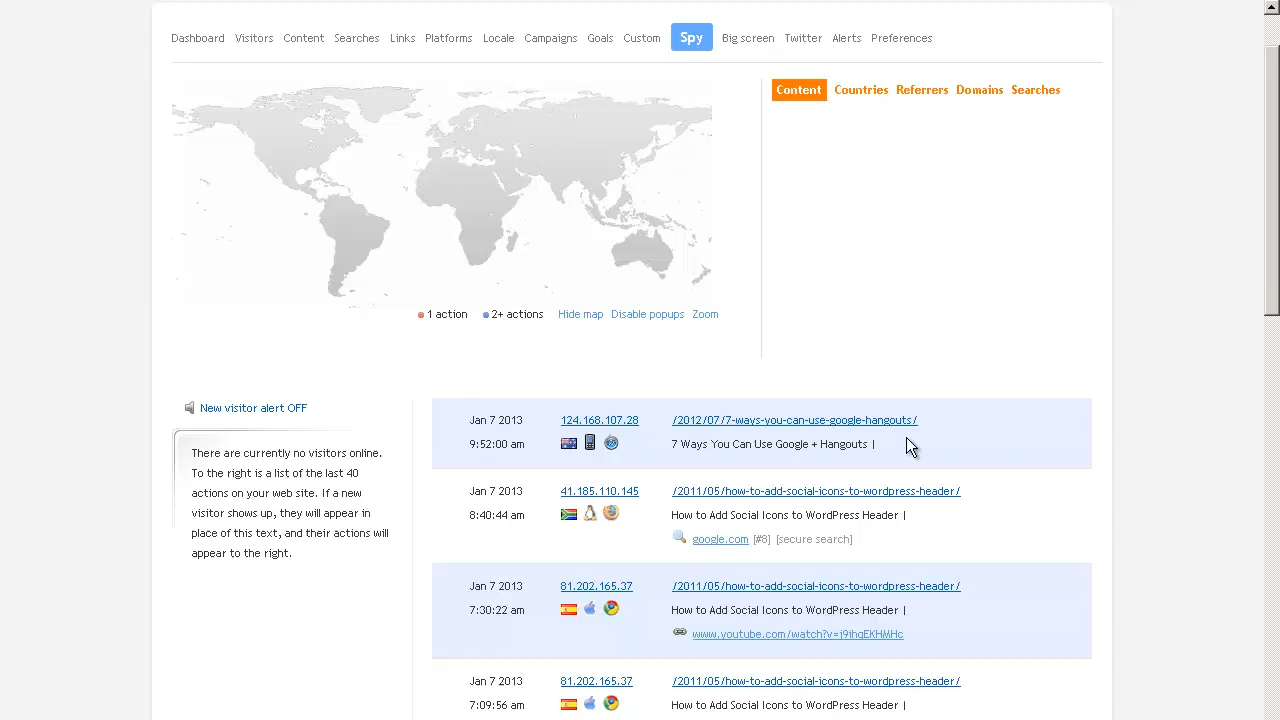 Dashboard Visitors Content Searches Links Platforms Locale Campaigns Goals Custom Spy Big screen Twitter Alerts Preferences
Content Countries Referrers Domains Searches
1 action 2+ actions Hide map Disable popups Zoom
New visitor alert OFF
There are currently no visitors online.
To the right is a list of the last 40
actions on your web site. If a new
visitor shows up, they will appear in
place of this text, and their actions will
appear to the right.
Jan 7 2013 124.168.107.28 /2012/07/7-ways-you-can-use-google-hangouts/
9:52:00 am 7 Ways You Can Use Google + Hangouts |
Jan 7 2013 41.185.110.145 /2011/05/how-to-add-social-icons-to-wordpress-header/
8:40:44 am How to Add Social Icons to WordPress Header |
google.com [#8] [secure search]
Jan 7 2013 81.202.165.37 /2011/05/how-to-add-social-icons-to-wordpress-header/
7:30:22 am How to Add Social Icons to WordPress Header |
www.youtube.com/watch?v=j9ihqEKHMHc
Jan 7 2013 81.202.165.37 /2011/05/how-to-add-social-icons-to-wordpress-header/
7:09:56 am How to Add Social Icons to WordPress Header |